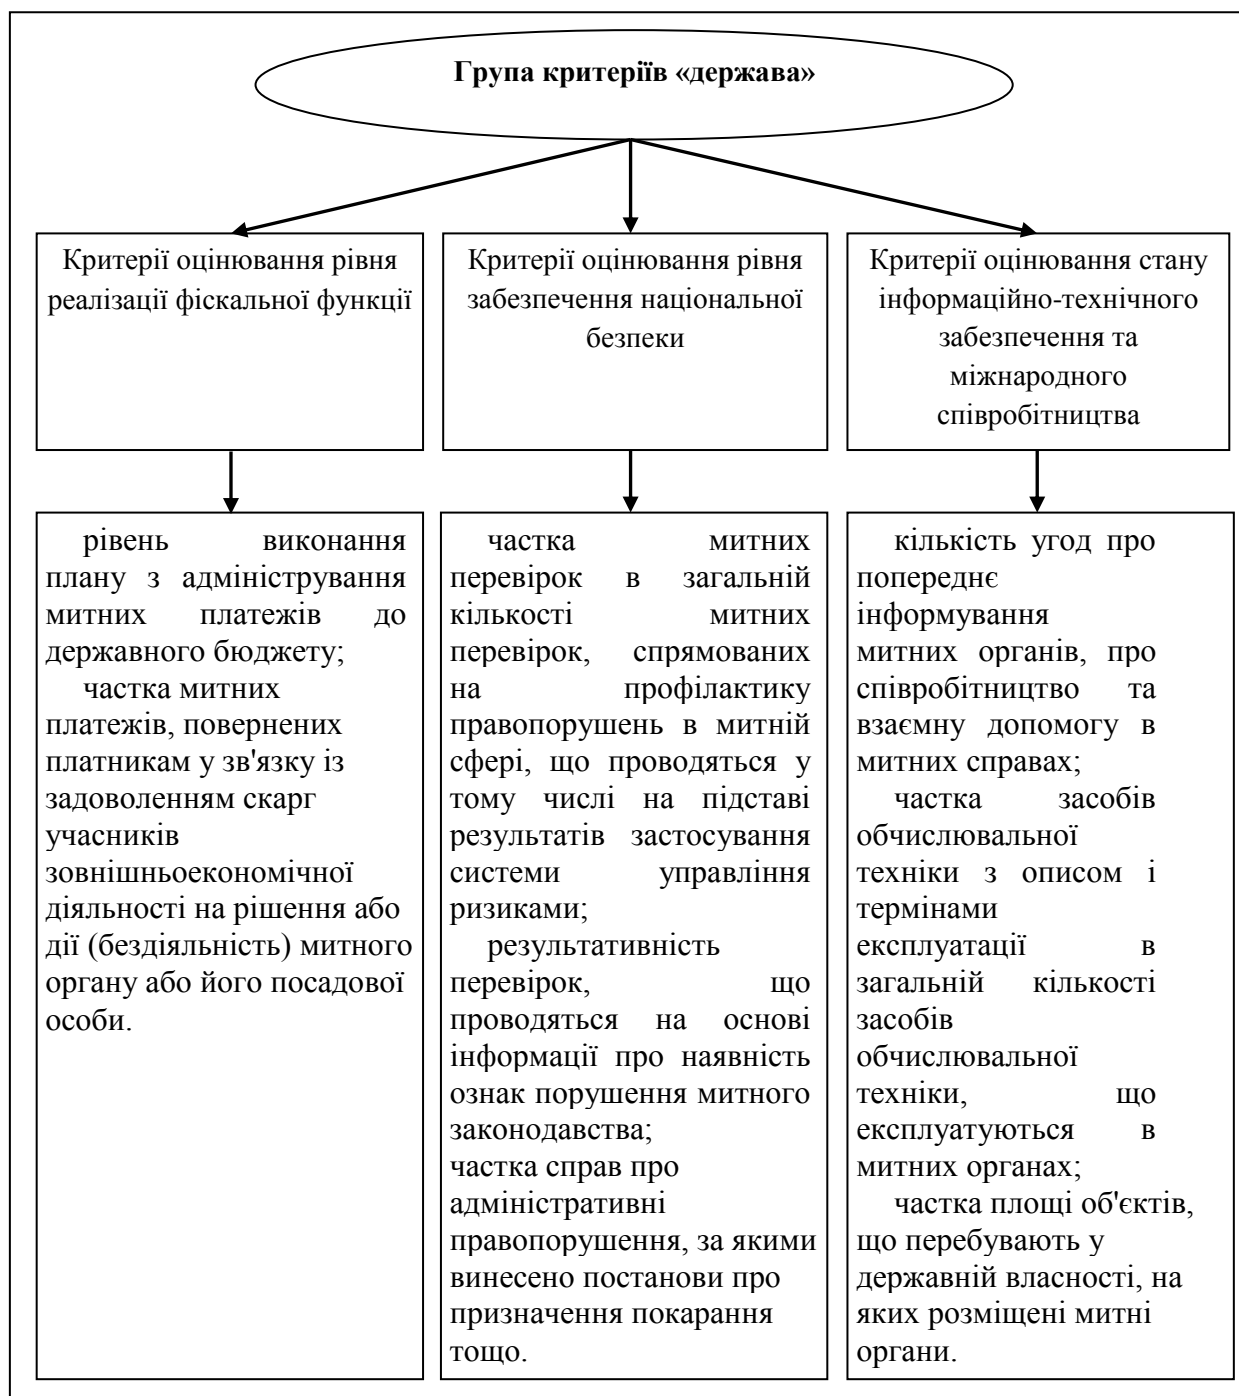 Група критеріїв «держава»
Критерії оцінювання рівня
реалізації фіскальної функції
Критерії оцінювання рівня
забезпечення національної
безпеки
Критерії оцінювання стану
інформаційно-технічного
забезпечення та
міжнародного
співробітництва
рівень виконання
плану з адміністрування
митних платежів до
державного бюджету;
частка митних
платежів, повернених
платникам у зв'язку із
задоволенням скарг
учасників
зовнішньоекономічної
діяльності на рішення або
дії (бездіяльність) митного
органу або його посадової
особи.
частка митних
перевірок в загальній
кількості митних
перевірок, спрямованих
на профілактику
правопорушень в митній
сфері, що проводяться у
тому числі на підставі
результатів застосування
системи управління
ризиками;
результативність
перевірок, що
проводяться на основі
інформації про наявність
ознак порушення митного
законодавства;
частка справ про
адміністративні
правопорушення, за якими
винесено постанови про
призначення покарання
тощо.
кількість угод про
попереднє
інформування
митних органів, про
співробітництво та
взаємну допомогу в
митних справах;
частка засобів
обчислювальної
техніки з описом і
термінами
експлуатації в
загальній кількості
засобів
обчислювальної
техніки, що
експлуатуються в
митних органах;
частка площі об'єктів,
що перебувають у
державній власності, на
яких розміщені митні
органи.